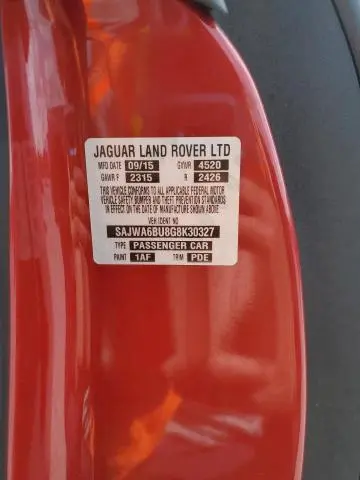 JAGUAR LAND ROVER LTD
MFD DATE 09/15 GVWR 4520
GAWR F 2315 R 2426
THIS VEHICLE CONFORMS TO ALL APPLICABLE FEDERAL MOTOR
VEHICLE SAFETY BUMPER AND THEFT PREVENTION STANDARDS
IN EFFECT ON THE DATE OF MANUFACTURE SHOWN ABOVE
VEH IDENT NO
SAJWA6BU8G8K30327
TYPE PASSENGER CAR
PAINT 1AF TRIM PDE